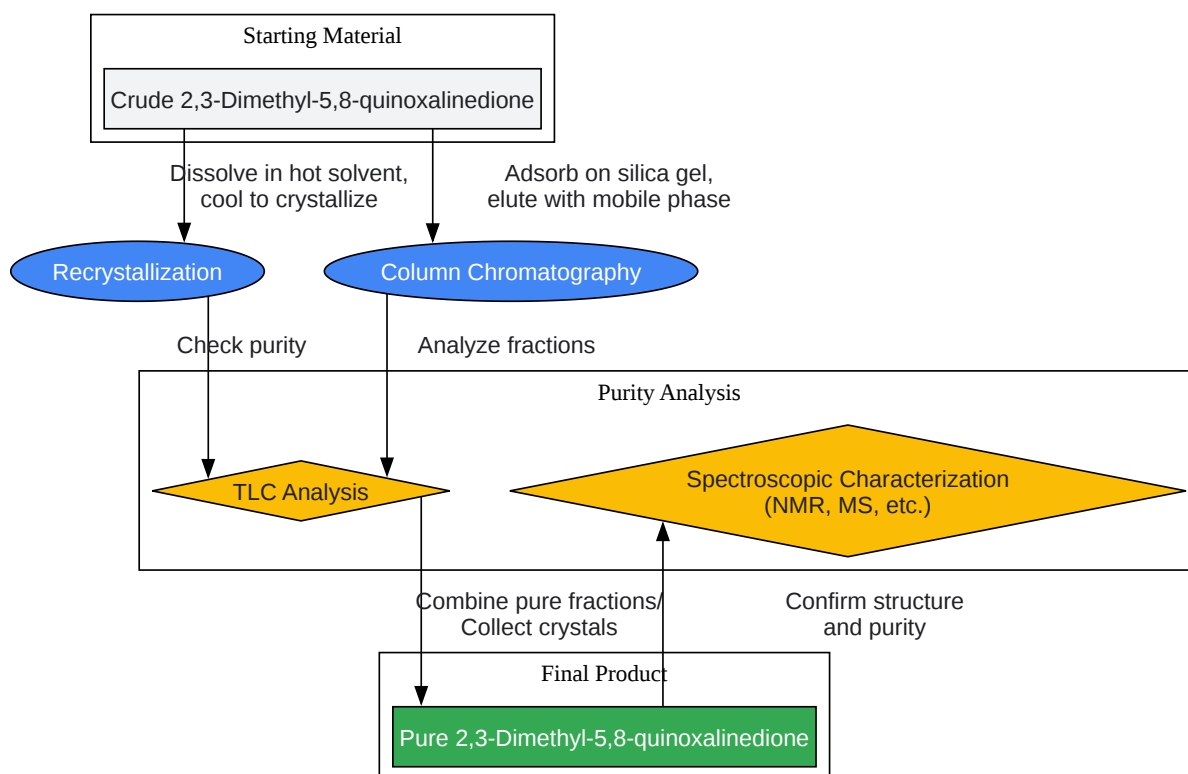 Starting Material
Crude 2,3-Dimethyl-5,8-quinoxalinedione
Dissolve in hot solvent,
cool to crystallize
Adsorb on silica gel,
elute with mobile phase
Recrystallization
Column Chromatography
Check purity
Analyze fractions
Purity Analysis
TLC Analysis
Spectroscopic Characterization
(NMR, MS, etc.)
Combine pure fractions/
Collect crystals
Confirm structure
and purity
Final Product
Pure 2,3-Dimethyl-5,8-quinoxalinedione